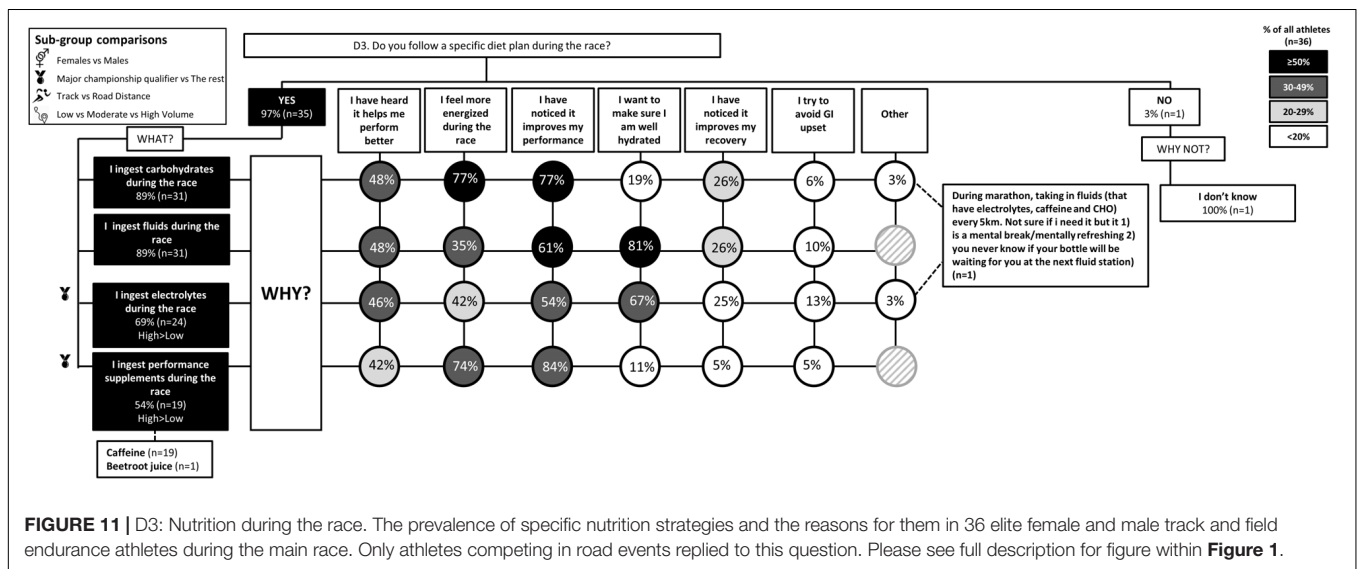 Sub-group comparisons
Females vs Males
Major championship qualifier vs The rest
Track vs Road Distance
Low vs Moderate vs High Volume
D3. Do you follow a specific diet plan during the race?
% of all athletes
(n=36)
≥50%
30-49%
20-29%
<20%
YES
97% (n=35)
NO
3% (n=1)
WHAT?
WHY NOT?
I don't know
100% (n=1)
I have heard
it helps me
perform
better
I feel more
energized
during the
race
I have
noticed it
improves my
performance
I want to
make sure I
am well
hydrated
I have
noticed it
improves my
recovery
I try to
avoid GI
upset
Other
WHY?
I ingest carbohydrates
during the race
89% (n=31)
48%
77%
77%
19%
26%
6%
3%
I ingest fluids during the
race
89% (n=31)
48%
35%
61%
81%
26%
10%
I ingest electrolytes
during the race
69% (n=24)
High>Low
46%
42%
54%
67%
25%
13%
3%
I ingest performance
supplements during the
race
54% (n=19)
High>Low
42%
74%
84%
11%
5%
5%
Caffeine (n=19)
Beetroot juice (n=1)
During marathon, taking in fluids (that
have electrolytes, caffeine and CHO)
every 5km. Not sure if i need it but it 1)
is a mental break/mentally refreshing 2)
you never know if your bottle will be
waiting for you at the next fluid station)
(n=1)
FIGURE 11 | D3: Nutrition during the race. The prevalence of specific nutrition strategies and the reasons for them in 36 elite female and male track and field
endurance athletes during the main race. Only athletes competing in road events replied to this question. Please see full description for figure within Figure 1.